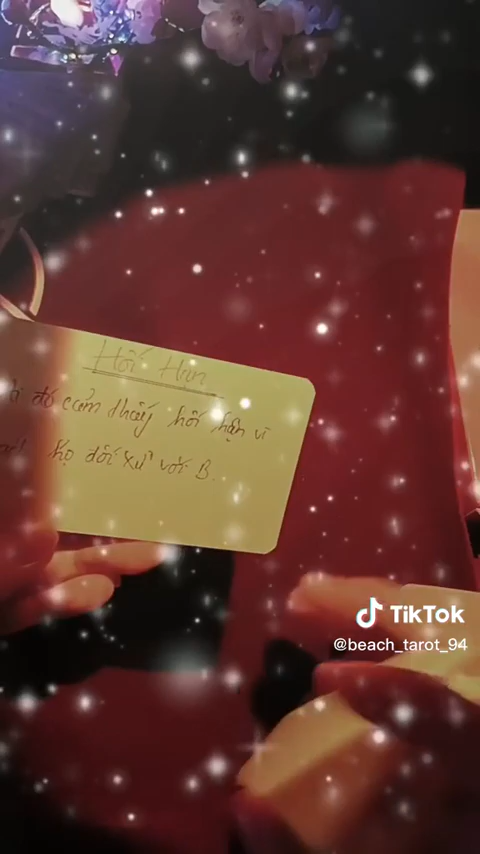 Hối Hận
đó cảm thấy hối hận vì
họ đối xử với B.
TikTok
@beach_tarot_94